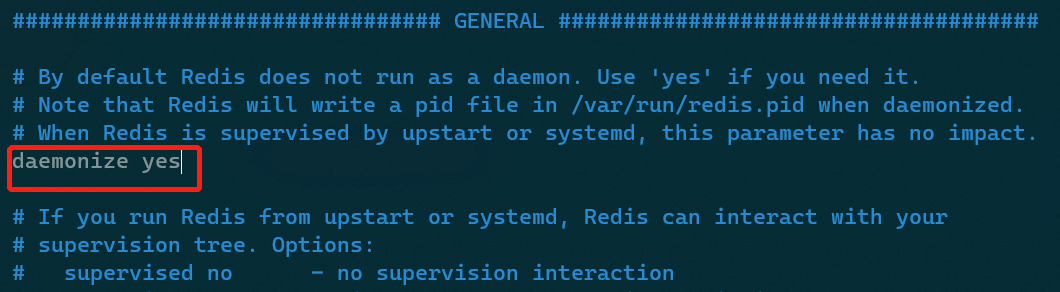 ################################# GENERAL #####################################
# By default Redis does not run as a daemon. Use 'yes' if you need it.
# Note that Redis will write a pid file in /var/run/redis.pid when daemonized.
# When Redis is supervised by upstart or systemd, this parameter has no impact.
daemonize yes
# If you run Redis from upstart or systemd, Redis can interact with your
# supervision tree. Options:
#   supervised no      - no supervision interaction